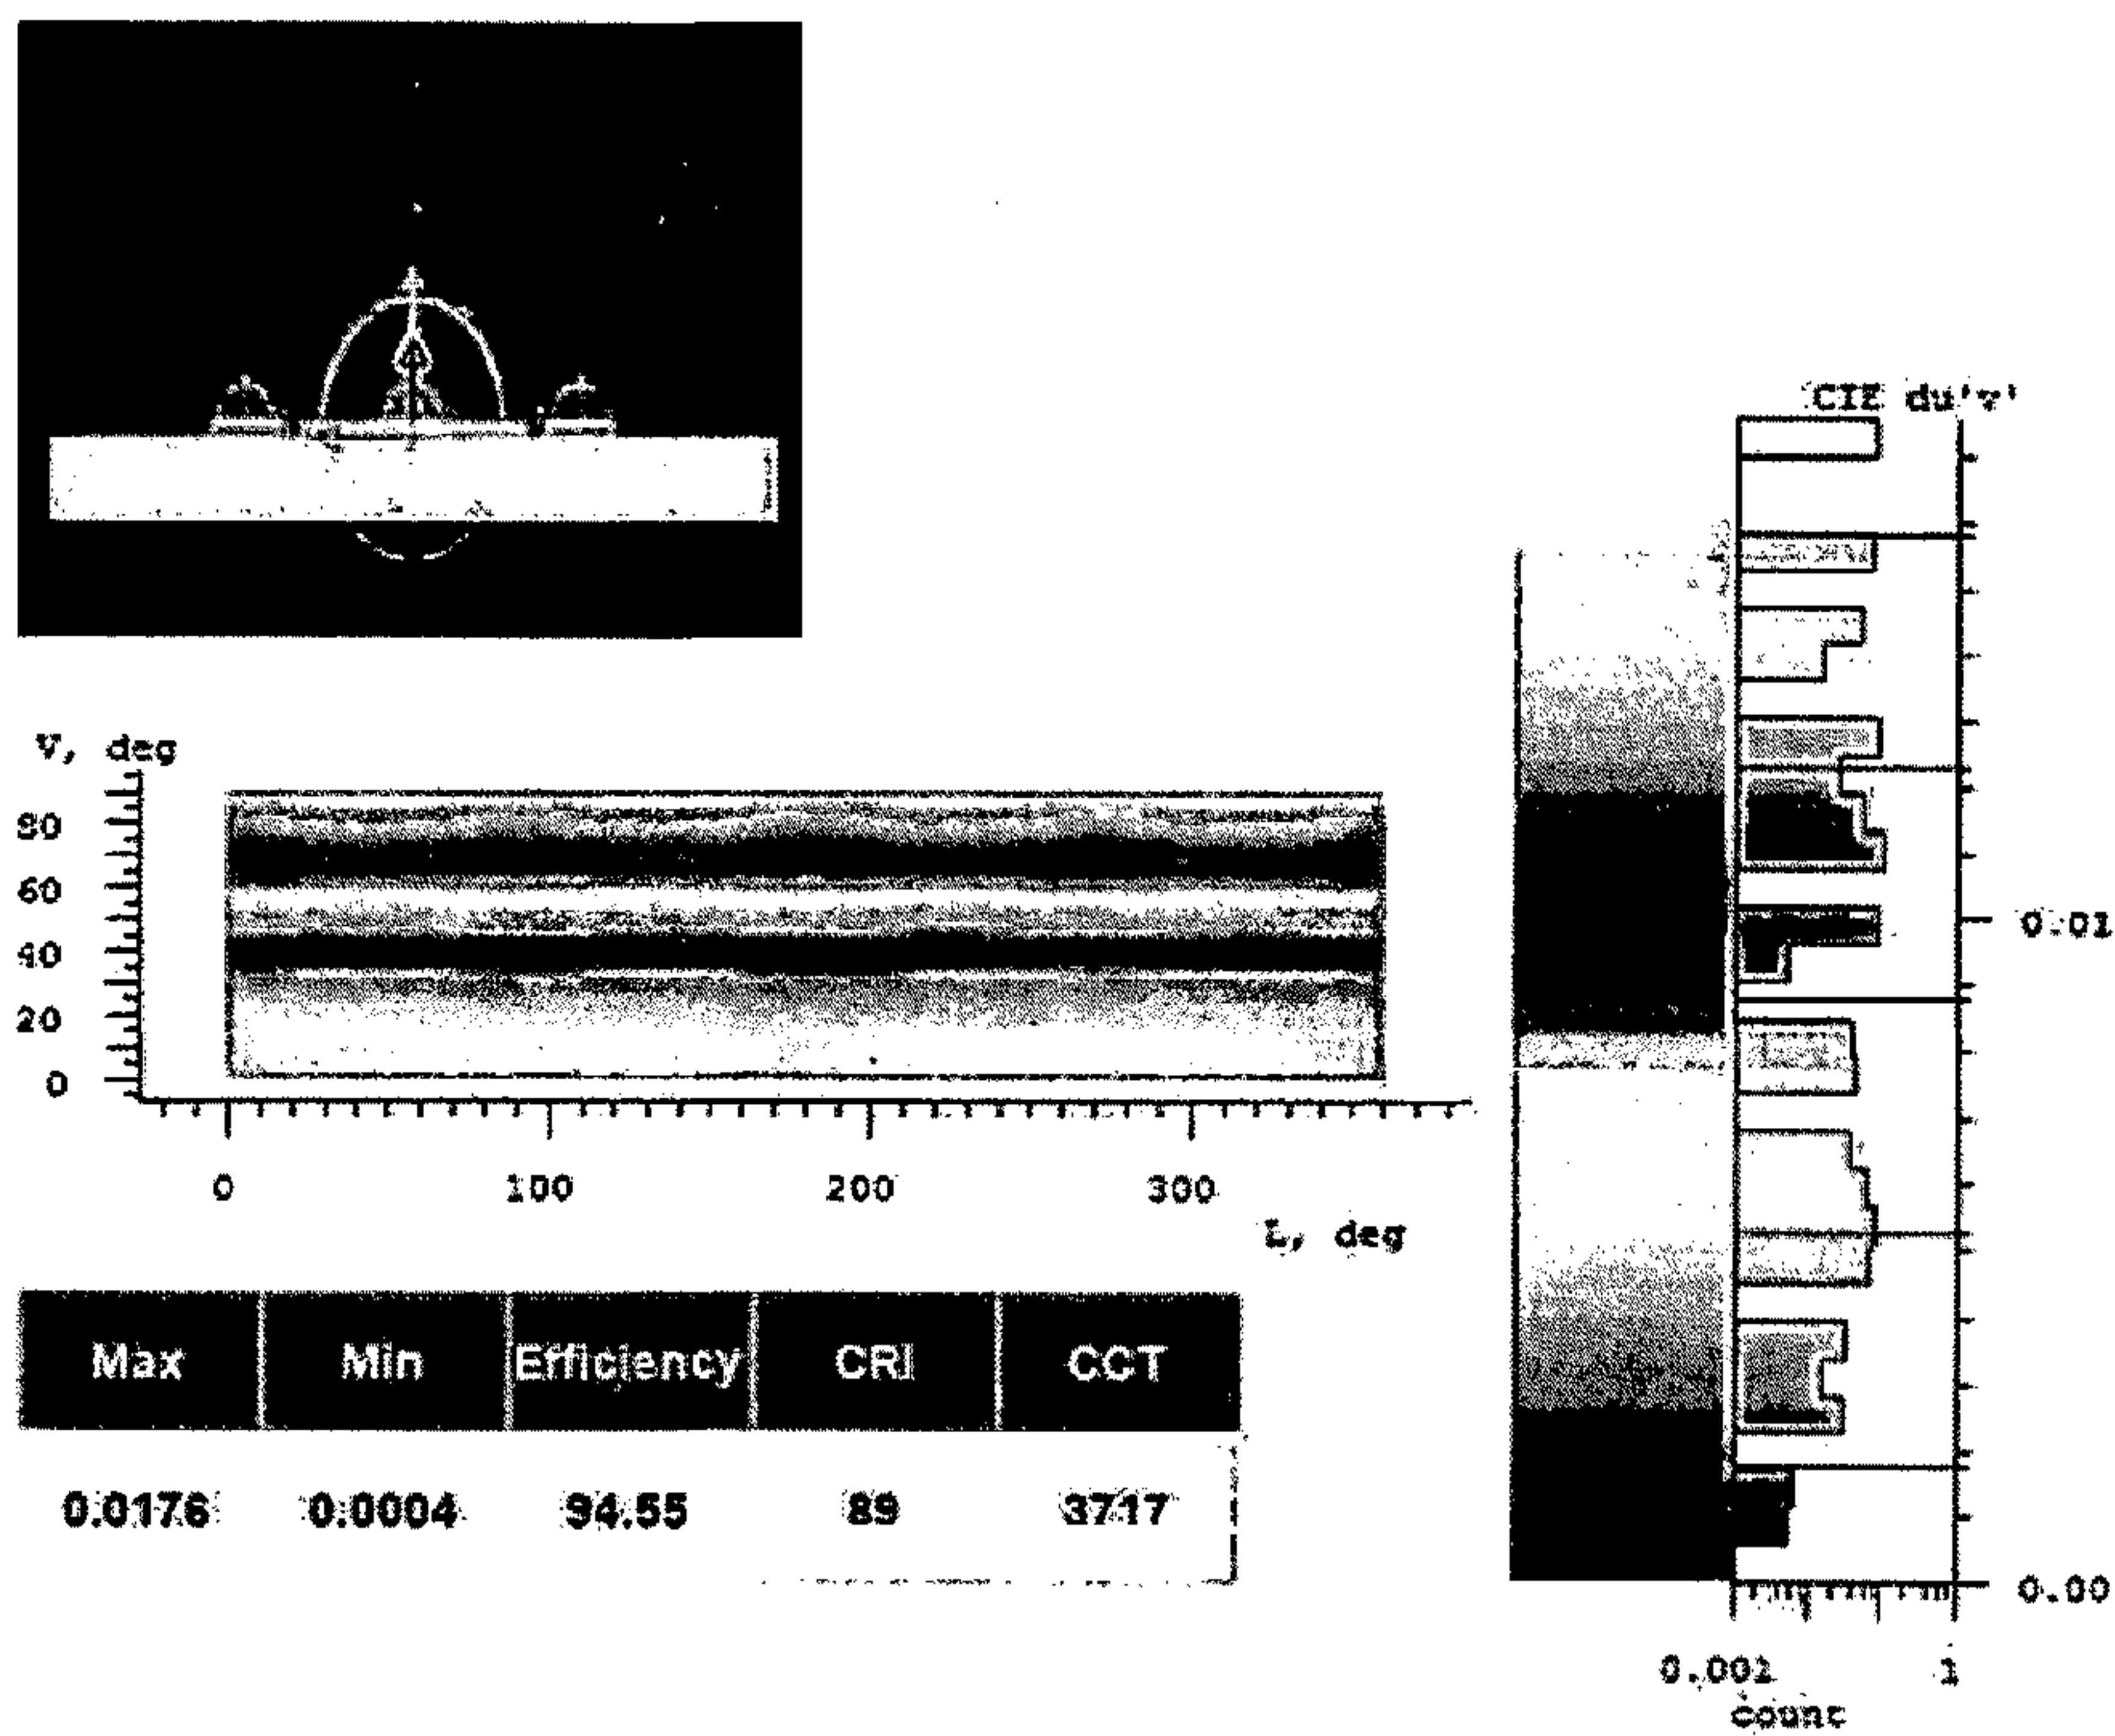 CIE du'v'
V, deg
80
60
40
20
0
0.01
0 100 200 300
L, deg
Max Min Efficiency CRI CCT
0.0176 0.0004 94.55 89 3717
0.00
0.001 1
count